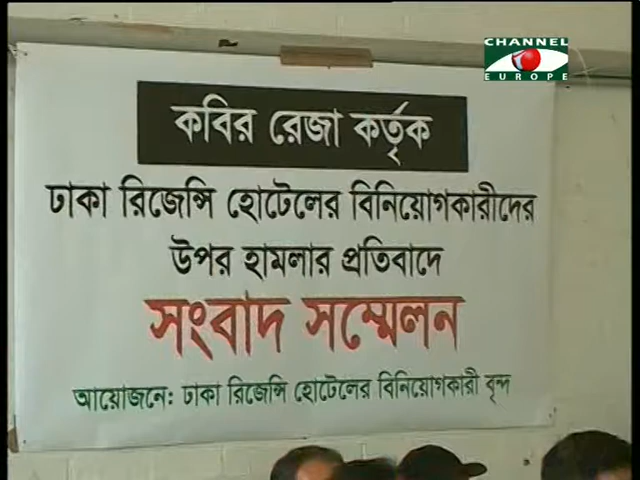 CHANNEL
EUROPE
কবির রেজা কর্তৃক
ঢাকা রিজেন্সি হোটেলের বিনিয়োগকারীদের
উপর হামলার প্রতিবাদে
সংবাদ সম্মেলন
আয়োজনে: ঢাকা রিজেন্সি হোটেলের বিনিয়োগকারী বৃন্দ